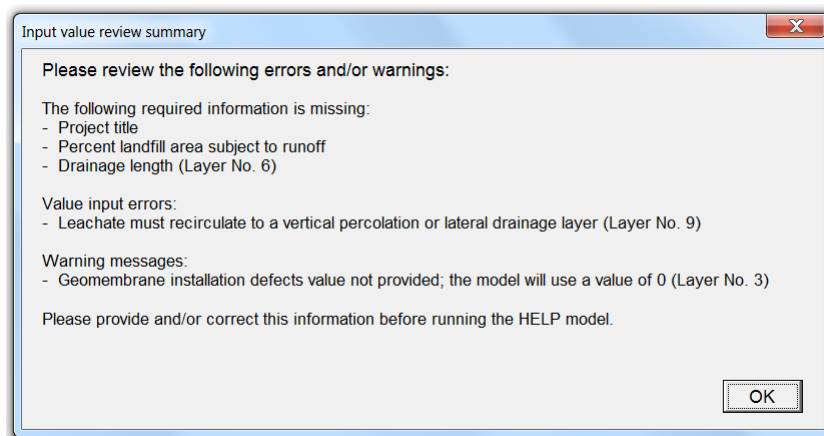 Input value review summary
Please review the following errors and/or warnings:
The following required information is missing:
- Project title
- Percent landfill area subject to runoff
- Drainage length (Layer No. 6)
Value input errors:
- Leachate must recirculate to a vertical percolation or lateral drainage layer (Layer No. 9)
Warning messages:
- Geomembrane installation defects value not provided; the model will use a value of 0 (Layer No. 3)
Please provide and/or correct this information before running the HELP model.
OK